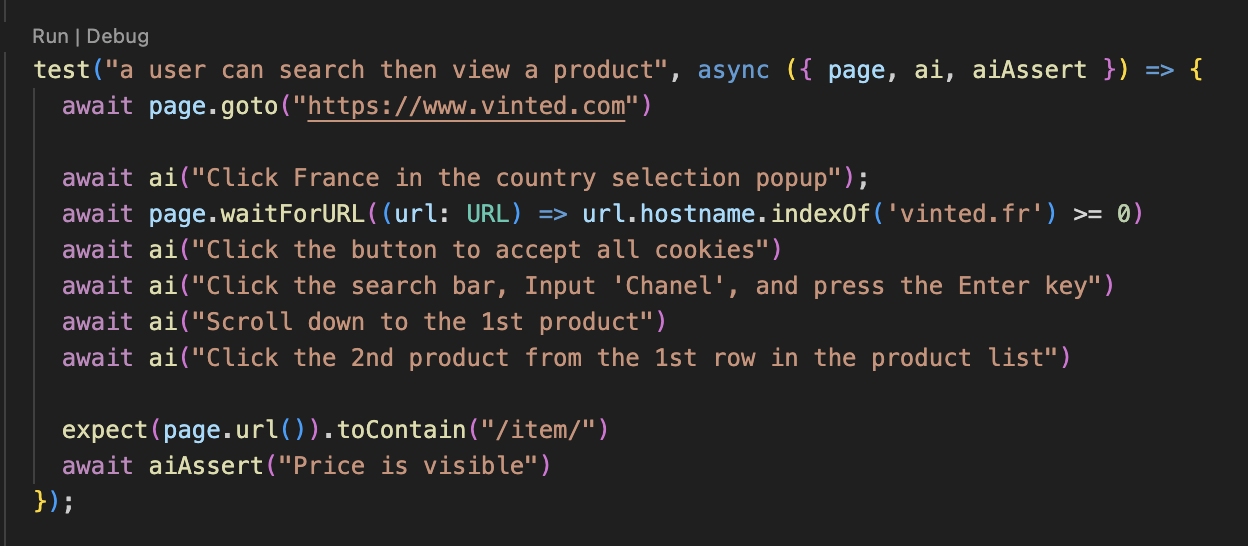 Run | Debug
test("a user can search then view a product", async ({ page, ai, aiAssert }) => {
await page.goto("https://www.vinted.com")
await ai("Click France in the country selection popup");
await page.waitForURL((url: URL) => url.hostname.indexOf('vinted.fr') >= 0)
await ai("Click the button to accept all cookies")
await ai("Click the search bar, Input 'Chanel', and press the Enter key")
await ai("Scroll down to the 1st product")
await ai("Click the 2nd product from the 1st row in the product list")
expect(page.url()).toContain("/item/")
await aiAssert("Price is visible")
});